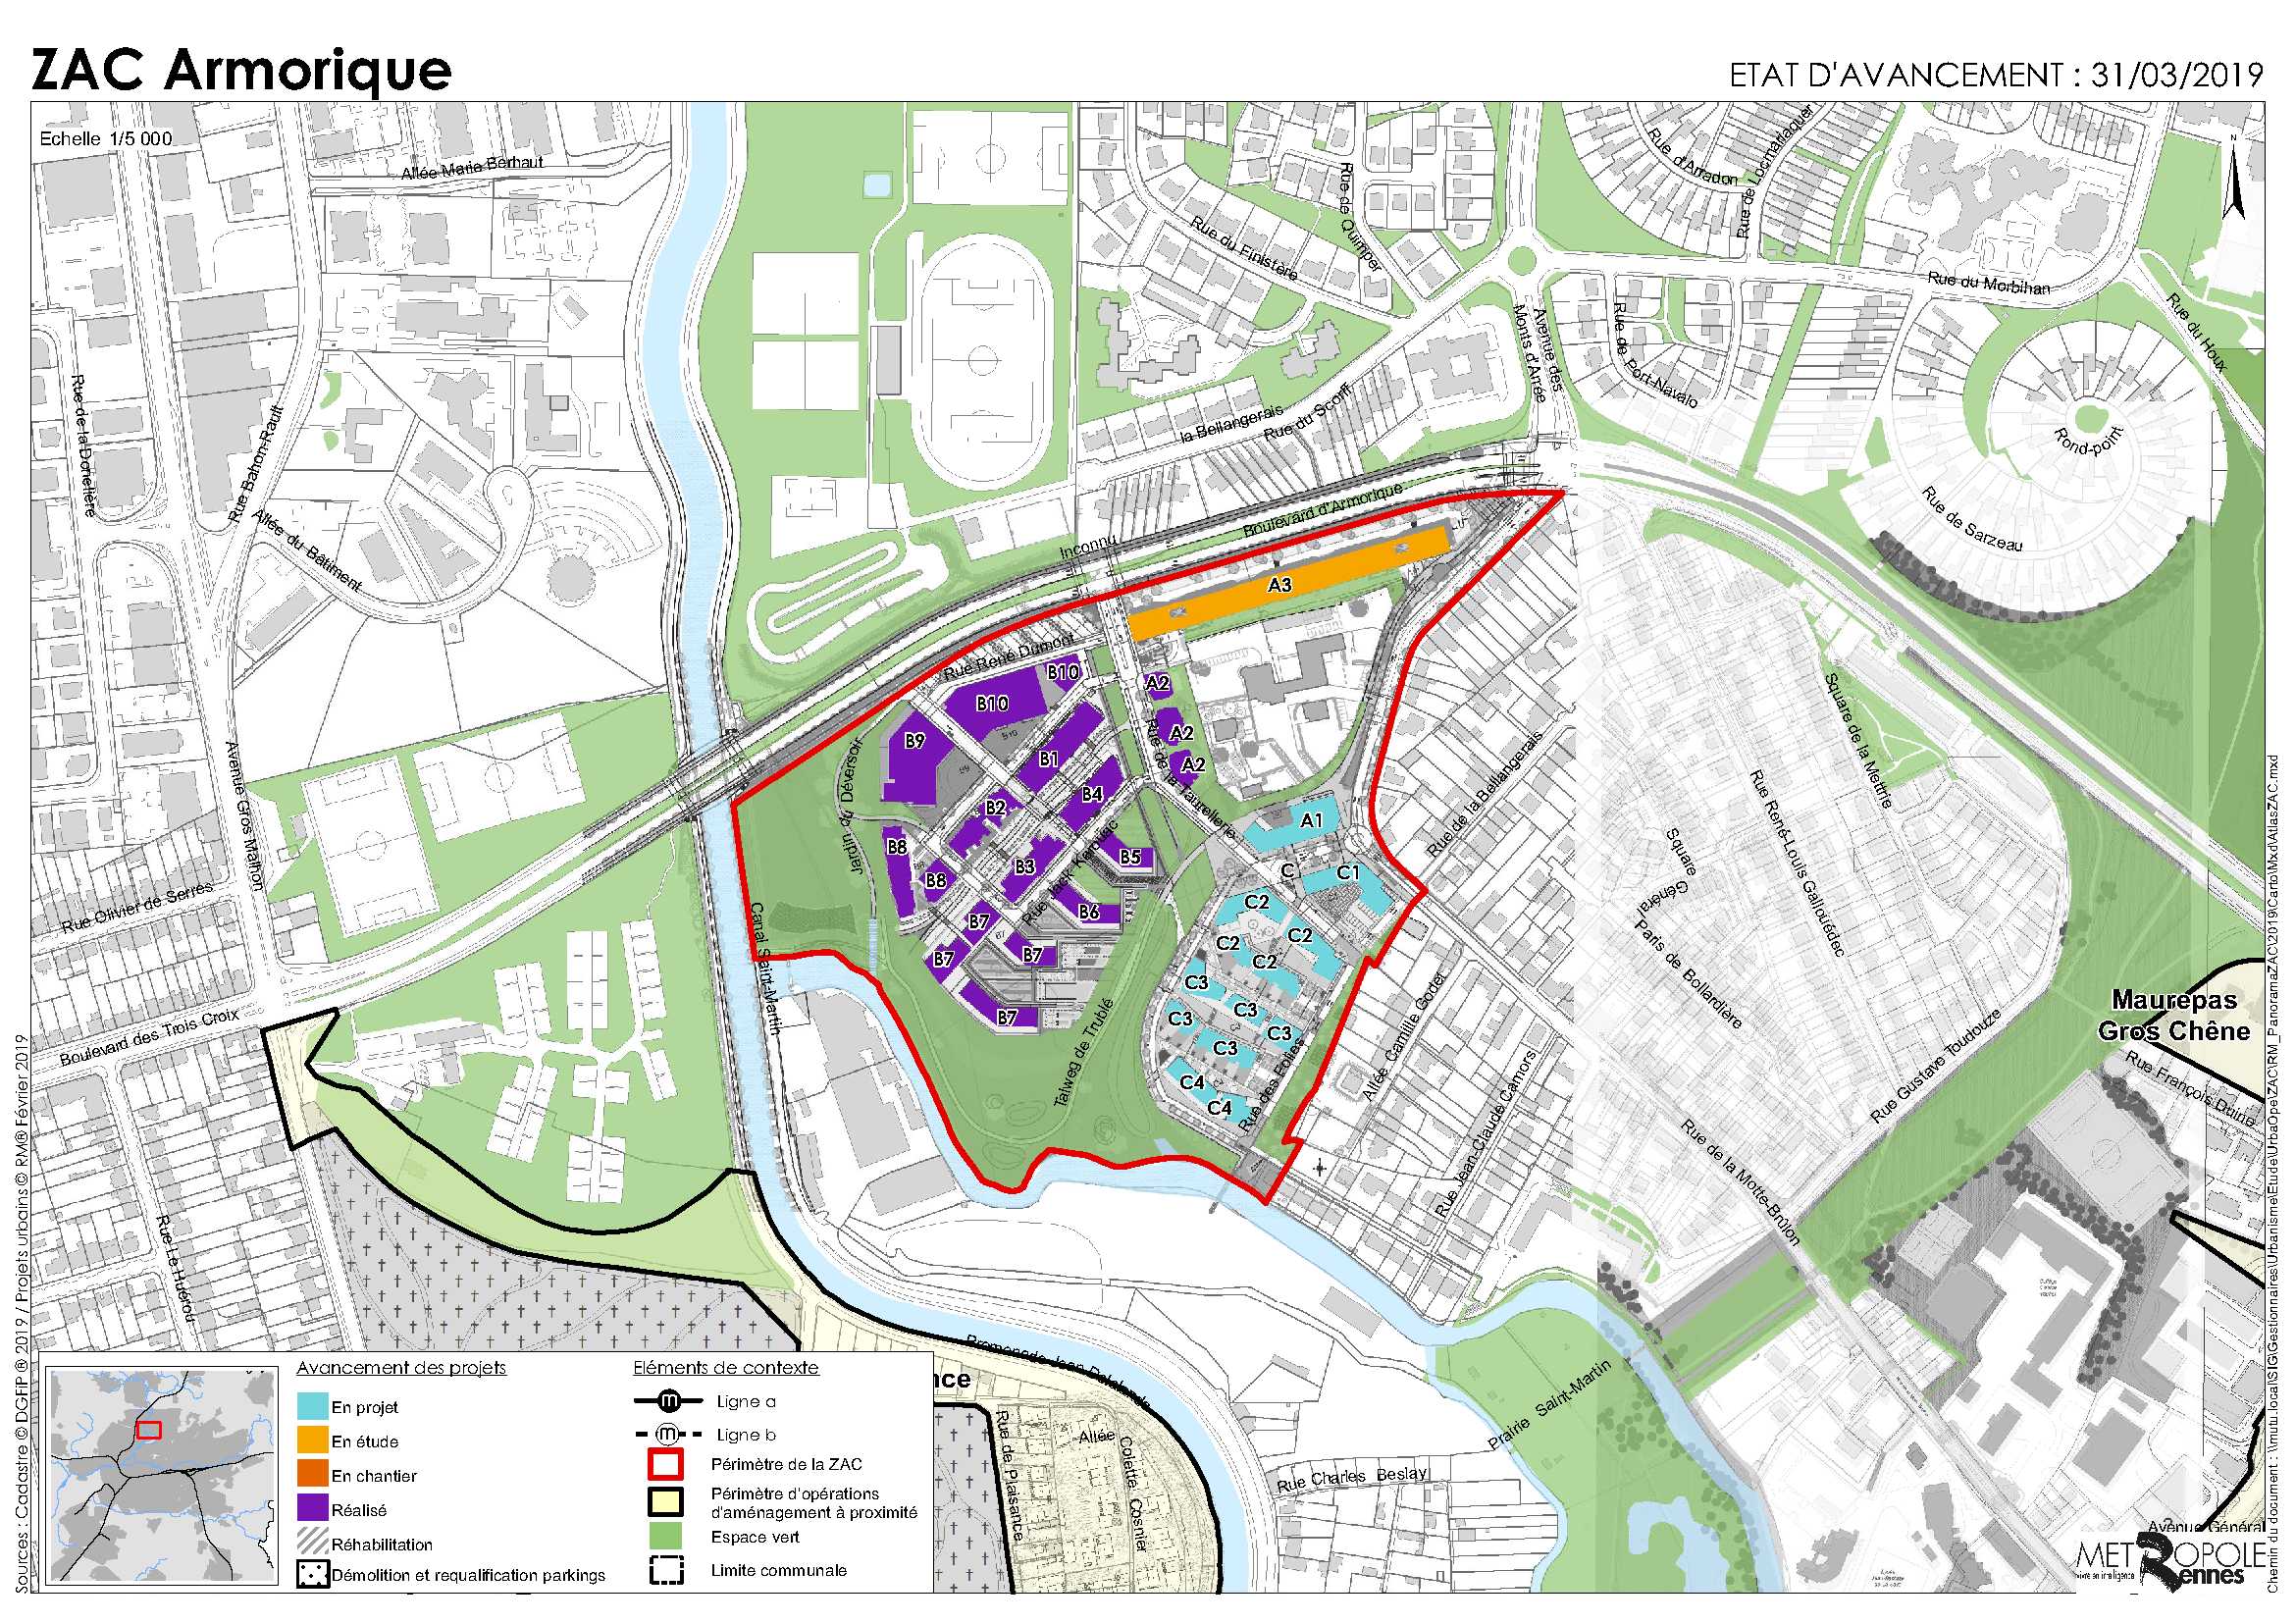 ZAC Armorique
ETAT D'AVANCEMENT : 31/03/2019
Echelle 1/5 000
Allée Marie Berhaut
Rue de la Donelière
Rue Bahon-Rault
Allée du Bâtiment
Avenue Gros Malhon
Rue Olivier de Serres
Boulevard des Trois Croix
Rue Le Huérou
Rue du Finistère
Rue de Quimper
Rue d'Arradon
Rue de Locmariaquer
Rue du Morbihan
Rue du Houx
Avenue des
Monts d'Arrée
Rue de Port-Navalo
la Bellangerais
Rue du Scorff
Rond-point
Rue de Sarzeau
Inconnu
Boulevard d'Armorique
A3
Rue René Dumont
B10
B10
A2
A2
A2
B9
B1
B4
B2
B8
B8
B3
B5
B6
B7
B7
B7
B7
Jardin du Déversoir
Rue de la Taurellerie
Rue Jack Kerouac
Talweg de Trublé
Canal Saint-Martin
A1
C
C1
C2
C2
C2
C2
C3
C3
C3
C3
C3
C4
C4
Rue des Folies
Rue de la Bellangerais
Allée Camille Godet
Rue Jean-Claude Camors
Square de la Mettrie
Rue René-Louis Gallouédec
Square Général
Paris de Bollardière
Rue Gustave Toudouze
Rue de la Motte-Brûlon
Maurepas
Gros Chêne
Rue François Duine
Prairie Saint-Martin
Rue Charles Beslay
Promenade Jean Delalande
nce
Rue de Plaisance
Allée
Colette Cosnier
Avenue Général
Avancement des projets
En projet
En étude
En chantier
Réalisé
Réhabilitation
Démolition et requalification parkings
Eléments de contexte
Ligne a
Ligne b
Périmètre de la ZAC
Périmètre d'opérations
d'aménagement à proximité
Espace vert
Limite communale
Sources : Cadastre © DGFIP ® 2019 / Projets urbains © RM® Février 2019
Chemin du document : \\mutu.local\SIG\Gestionnaires\Urbanisme\Etude\UrbaOpe\ZAC\RM_PanoramaZAC\2019\Carto\Mxd\AtlasZAC.mxd
N
METROPOLE
Rennes
vivre en intelligence